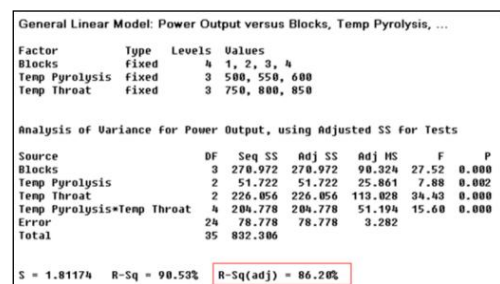 General Linear Model: Power Output versus Blocks, Temp Pyrolysis, ...
Factor Type Levels Values
Blocks fixed 4 1, 2, 3, 4
Temp Pyrolysis fixed 3 500, 550, 600
Temp Throat fixed 3 750, 800, 850
Analysis of Variance for Power Output, using Adjusted SS for Tests
Source DF Seq SS Adj SS Adj MS F P
Blocks 3 270.972 270.972 90.324 27.52 0.000
Temp Pyrolysis 2 51.722 51.722 25.861 7.88 0.002
Temp Throat 2 226.056 226.056 113.028 34.43 0.000
Temp Pyrolysis*Temp Throat 4 204.778 204.778 51.194 15.60 0.000
Error 24 78.778 78.778 3.282
Total 35 832.306
S = 1.81174 R-Sq = 90.53% R-Sq(adj) = 86.20%